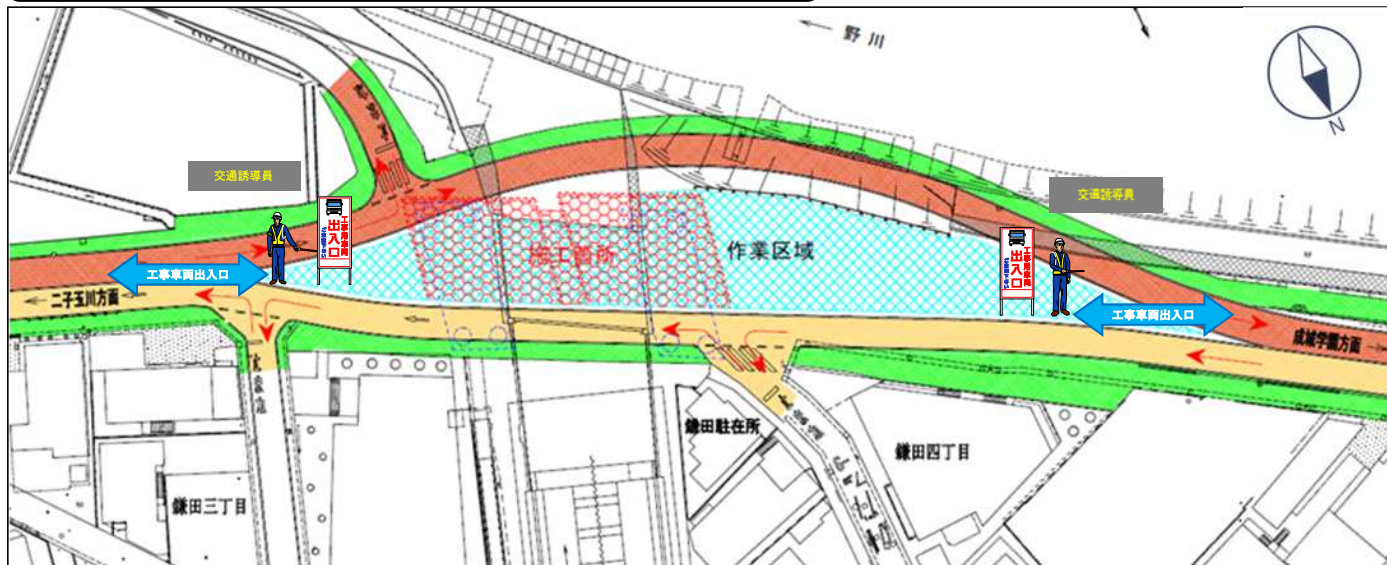 野川
N
交通誘導員
交通誘導員
工事用車両
出入口
工事用車両
出入口
施工箇所
作業区域
工事車両出入口
工事車両出入口
二子玉川方面
成城学園方面
鎌田駐在所
鎌田四丁目
鎌田三丁目